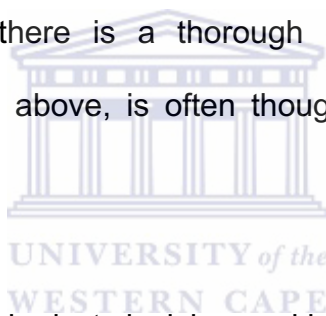 there is a thorough
above, is often thoug
UNIVERSITY of the
WESTERN CAPE